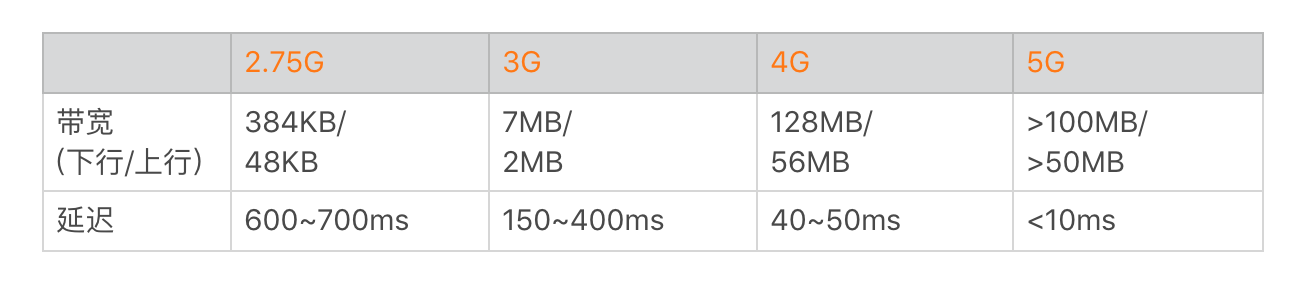 2.75G 3G 4G 5G
带宽 384KB/ 7MB/ 128MB/ >100MB/
(下行/上行) 48KB 2MB 56MB >50MB
延迟 600~700ms 150~400ms 40~50ms <10ms